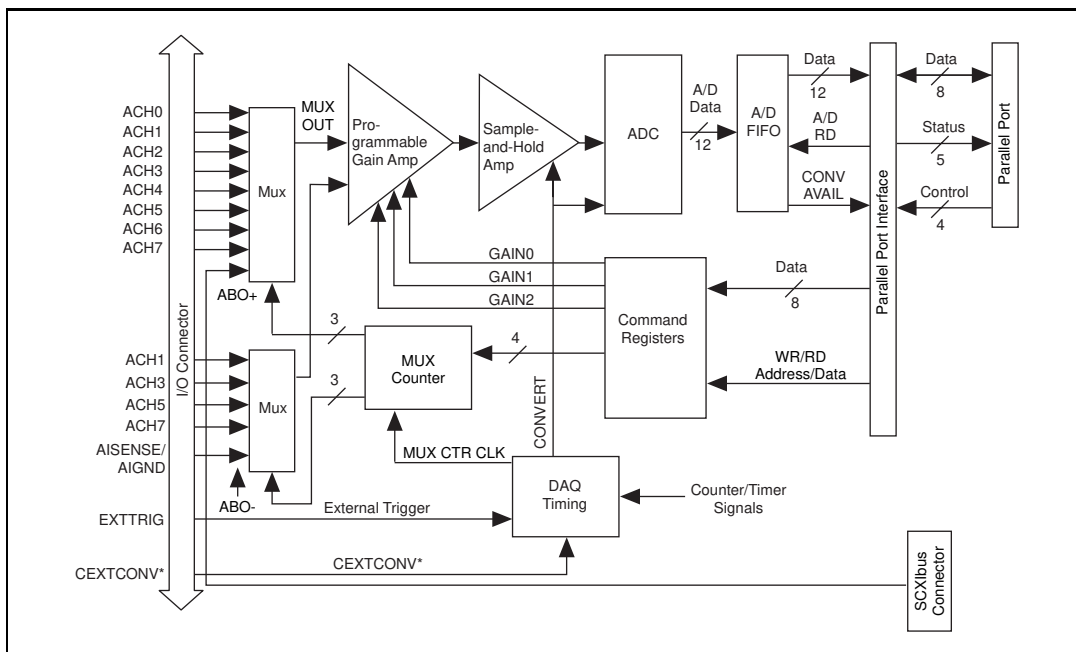 I/O Connector
ACH0
ACH1
ACH2
ACH3
ACH4
ACH5
ACH6
ACH7
Mux
MUX
OUT
Pro-
grammable
Gain Amp
Sample-
and-Hold
Amp
ADC
A/D
Data
12
A/D
FIFO
Data
12
A/D
RD
CONV
AVAIL
Parallel Port Interface
Data
8
Status
5
Control
4
Parallel Port
GAIN0
GAIN1
GAIN2
ABO+
3
MUX
Counter
4
Command
Registers
Data
8
WR/RD
Address/Data
ACH1
ACH3
ACH5
ACH7
AISENSE/
AIGND
Mux
3
ABO-
MUX CTR CLK
CONVERT
DAQ
Timing
Counter/Timer
Signals
EXTTRIG
External Trigger
CEXTCONV*
CEXTCONV*
SCXIbus
Connector